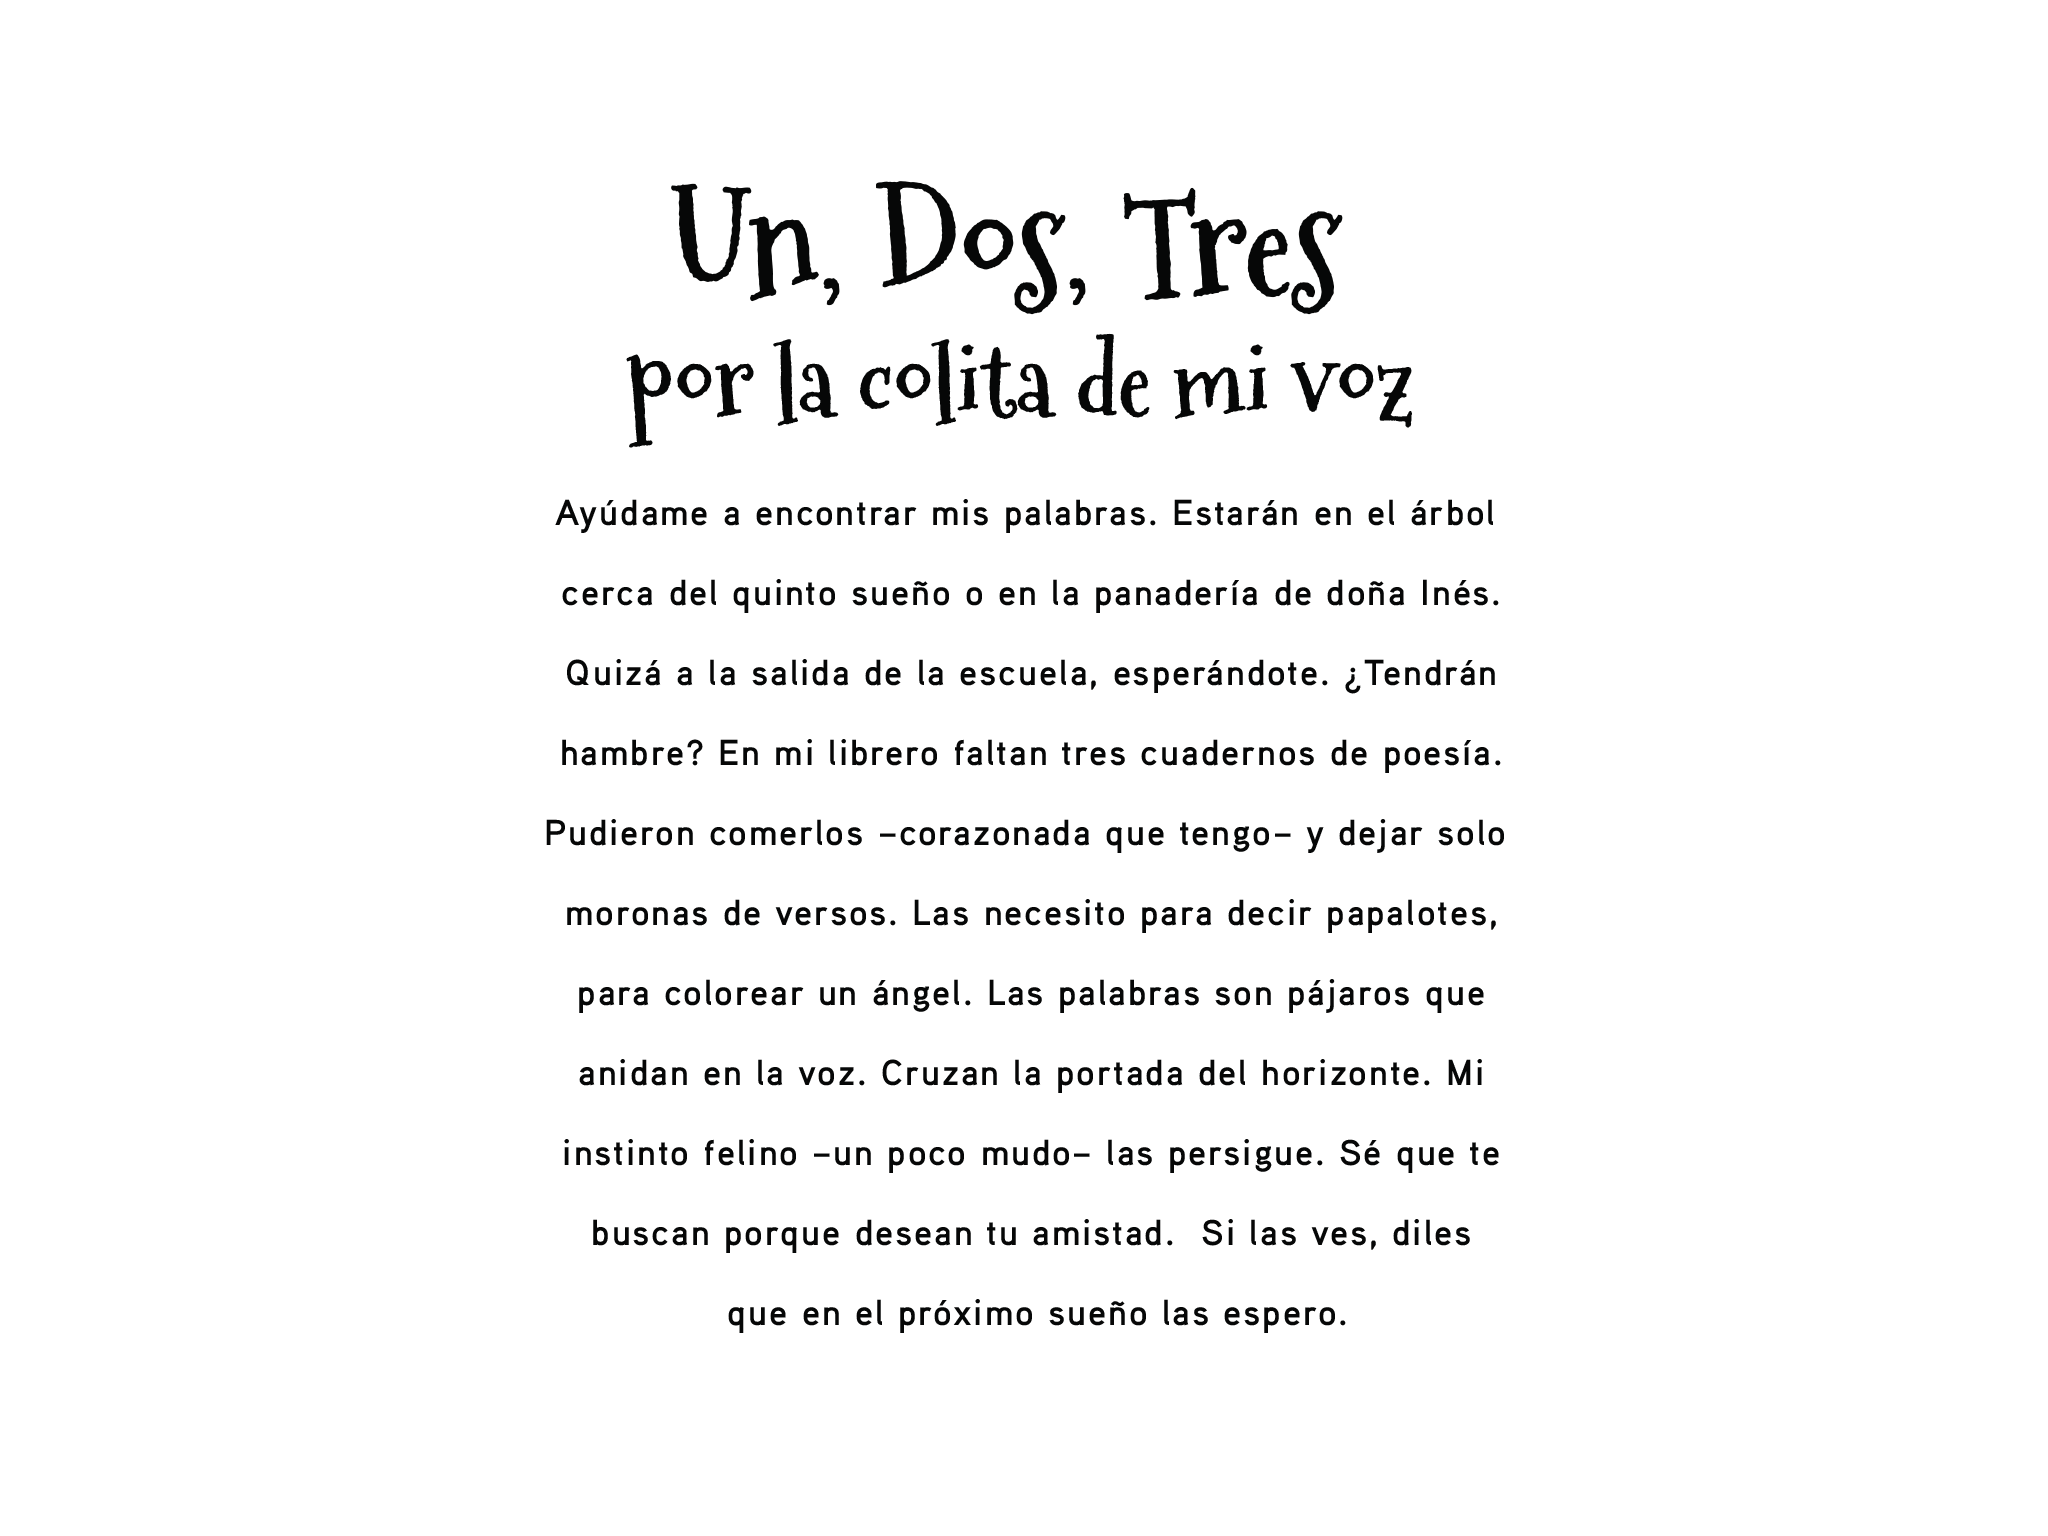 Un, Dos, Tres
por la colita de mi voz
Ayúdame a encontrar mis palabras. Estarán en el árbol
cerca del quinto sueño o en la panadería de doña Inés.
Quizá a la salida de la escuela, esperándote. ¿Tendrán
hambre? En mi librero faltan tres cuadernos de poesía.
Pudieron comerlos –corazonada que tengo– y dejar solo
moronas de versos. Las necesito para decir papalotes,
para colorear un ángel. Las palabras son pájaros que
anidan en la voz. Cruzan la portada del horizonte. Mi
instinto felino –un poco mudo– las persigue. Sé que te
buscan porque desean tu amistad.  Si las ves, diles
que en el próximo sueño las espero.